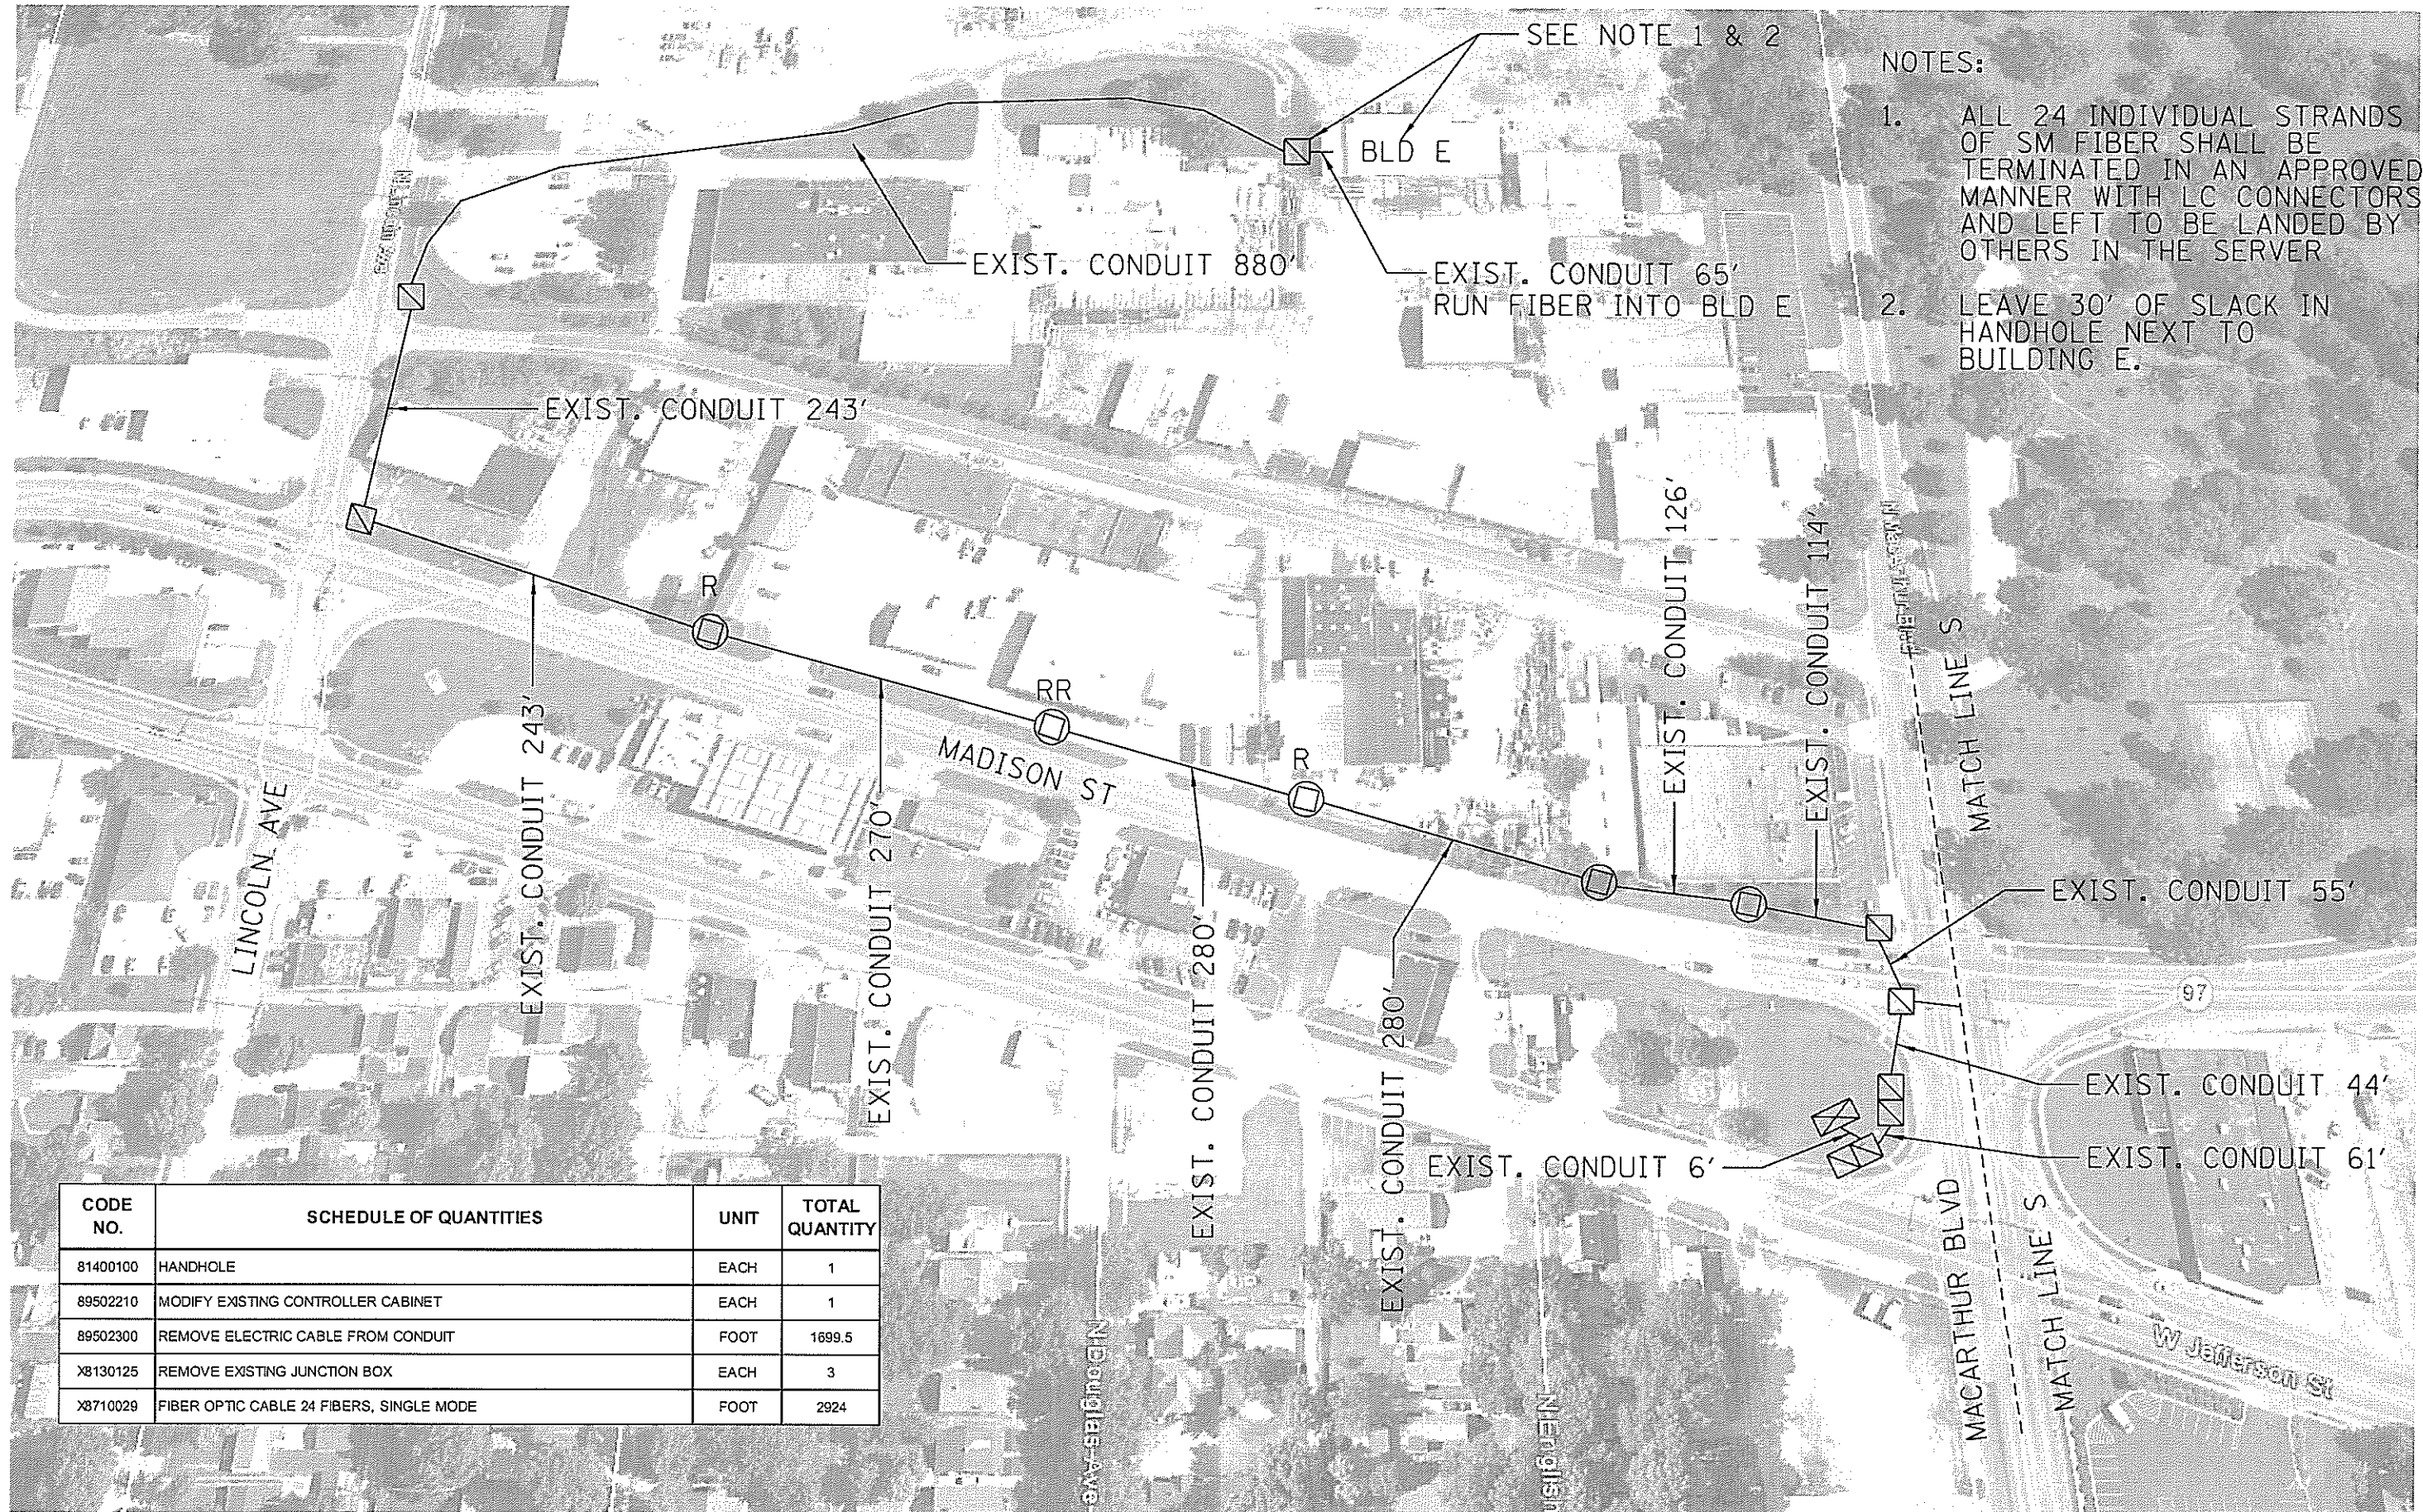 SEE NOTE 1 & 2
NOTES:
1. ALL 24 INDIVIDUAL STRANDS
OF SM FIBER SHALL BE
TERMINATED IN AN APPROVED
MANNER WITH LC CONNECTORS
AND LEFT TO BE LANDED BY
OTHERS IN THE SERVER
2. LEAVE 30' OF SLACK IN
HANDHOLE NEXT TO
BUILDING E.
BLD E
EXIST. CONDUIT 880'
EXIST. CONDUIT 65'
RUN FIBER INTO BLD E
EXIST. CONDUIT 243'
R
RR
R
MADISON ST
LINCOLN AVE
EXIST. CONDUIT 243'
EXIST. CONDUIT 270'
EXIST. CONDUIT 280'
EXIST. CONDUIT 280'
EXIST. CONDUIT 126'
EXIST. CONDUIT 114'
MATCH LINE S
EXIST. CONDUIT 55'
97
EXIST. CONDUIT 44'
EXIST. CONDUIT 61'
EXIST. CONDUIT 6'
MACARTHUR BLVD
MATCH LINE S
W Jefferson St
N Douglas Ave
N English
CODE NO. SCHEDULE OF QUANTITIES UNIT TOTAL QUANTITY
81400100 HANDHOLE EACH 1
89502210 MODIFY EXISTING CONTROLLER CABINET EACH 1
89502300 REMOVE ELECTRIC CABLE FROM CONDUIT FOOT 1699.5
X8130125 REMOVE EXISTING JUNCTION BOX EACH 3
X8710029 FIBER OPTIC CABLE 24 FIBERS, SINGLE MODE FOOT 2924